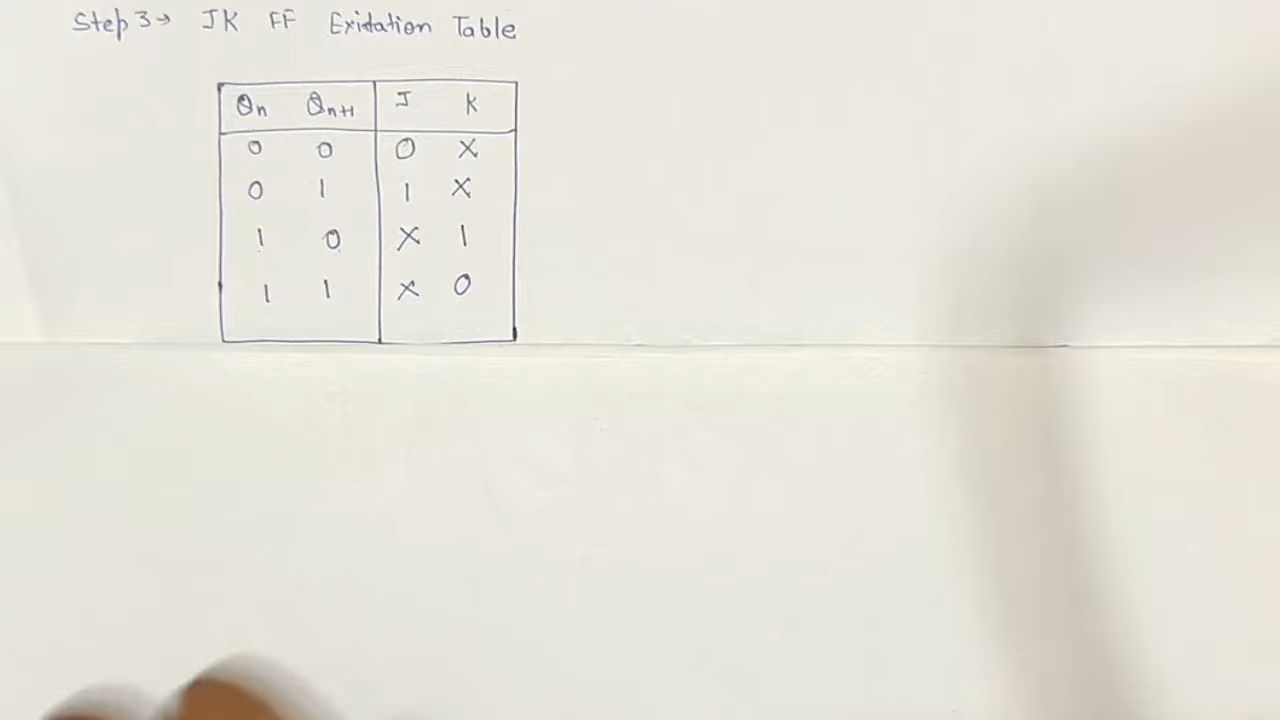 Step 3→ JK FF Exidation Table
Qn Qn+1 J K
0 0 0 X
0 1 1 X
1 0 X 1
1 1 X 0